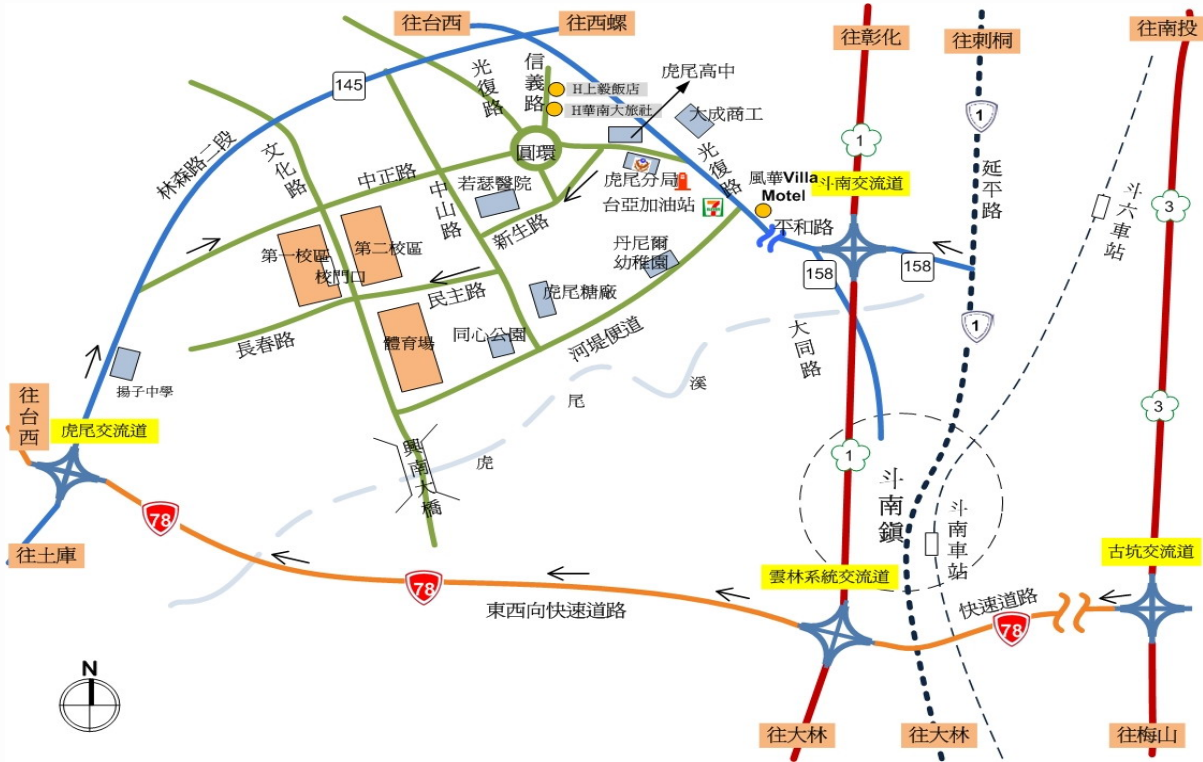 往台西
往西螺
往彰化
往刺桐
往南投
145
光復路
信義路
H上毅飯店
H華南大旅社
虎尾高中
大成商工
1
1
林森路二段
文化路
中正路
中山路
圓環
若瑟醫院
虎尾分局
台亞加油站
光復路
風華Villa
Motel
斗南交流道
延平路
斗六車站
3
新生路
平和路
第一校區
校門口
第二校區
丹尼爾
幼稚園
158
158
民主路
虎尾糖廠
長春路
體育場
同心公園
河堤便道
大同路
1
揚子中學
溪
尾
虎
往台西
虎尾交流道
3
興南大橋
1
斗南鎮
78
往土庫
斗南車站
古坑交流道
雲林系統交流道
78
東西向快速道路
快速道路
78
N
往大林
往大林
往梅山